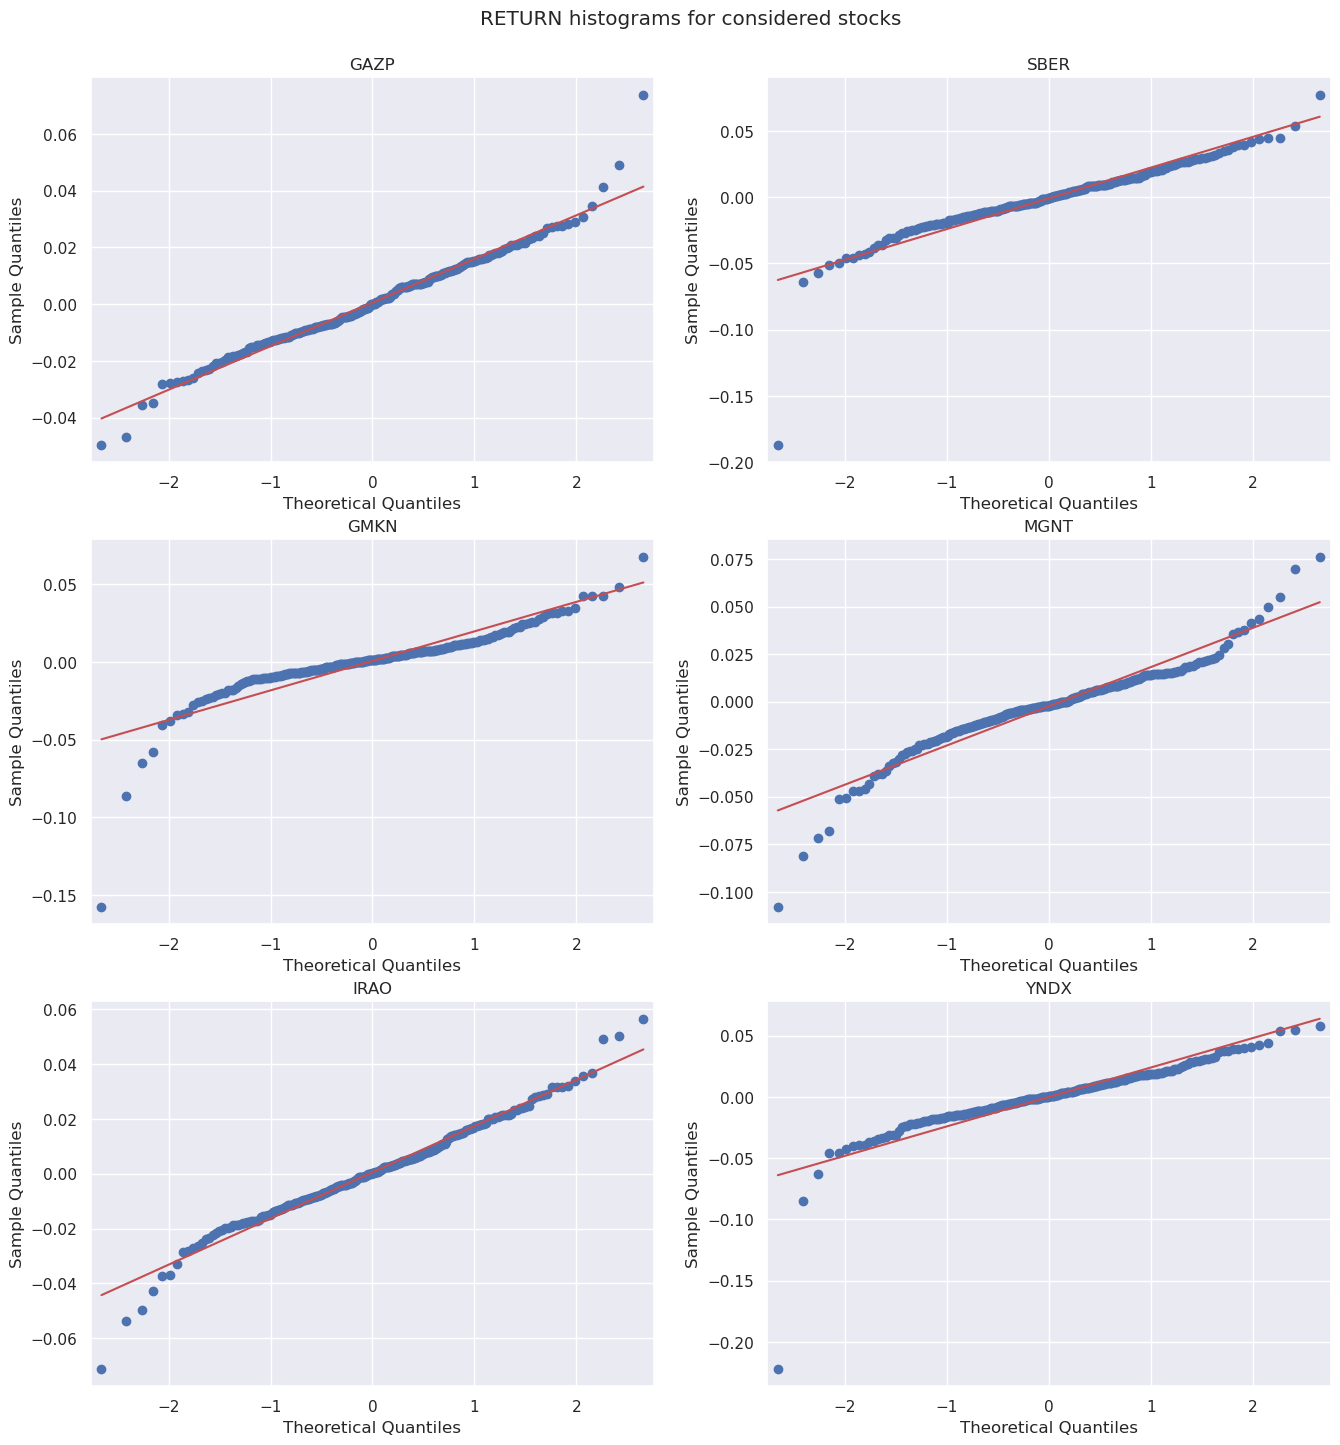 RETURN histograms for considered stocks
GAZP
Sample Quantiles
0.06
0.04
0.02
0.00
−0.02
−0.04
−2 −1 0 1 2
Theoretical Quantiles
SBER
Sample Quantiles
0.05
0.00
−0.05
−0.10
−0.15
−0.20
−2 −1 0 1 2
Theoretical Quantiles
GMKN
Sample Quantiles
0.05
0.00
−0.05
−0.10
−0.15
−2 −1 0 1 2
Theoretical Quantiles
MGNT
Sample Quantiles
0.075
0.050
0.025
0.000
−0.025
−0.050
−0.075
−0.100
−2 −1 0 1 2
Theoretical Quantiles
IRAO
Sample Quantiles
0.06
0.04
0.02
0.00
−0.02
−0.04
−0.06
−2 −1 0 1 2
Theoretical Quantiles
YNDX
Sample Quantiles
0.05
0.00
−0.05
−0.10
−0.15
−0.20
−2 −1 0 1 2
Theoretical Quantiles